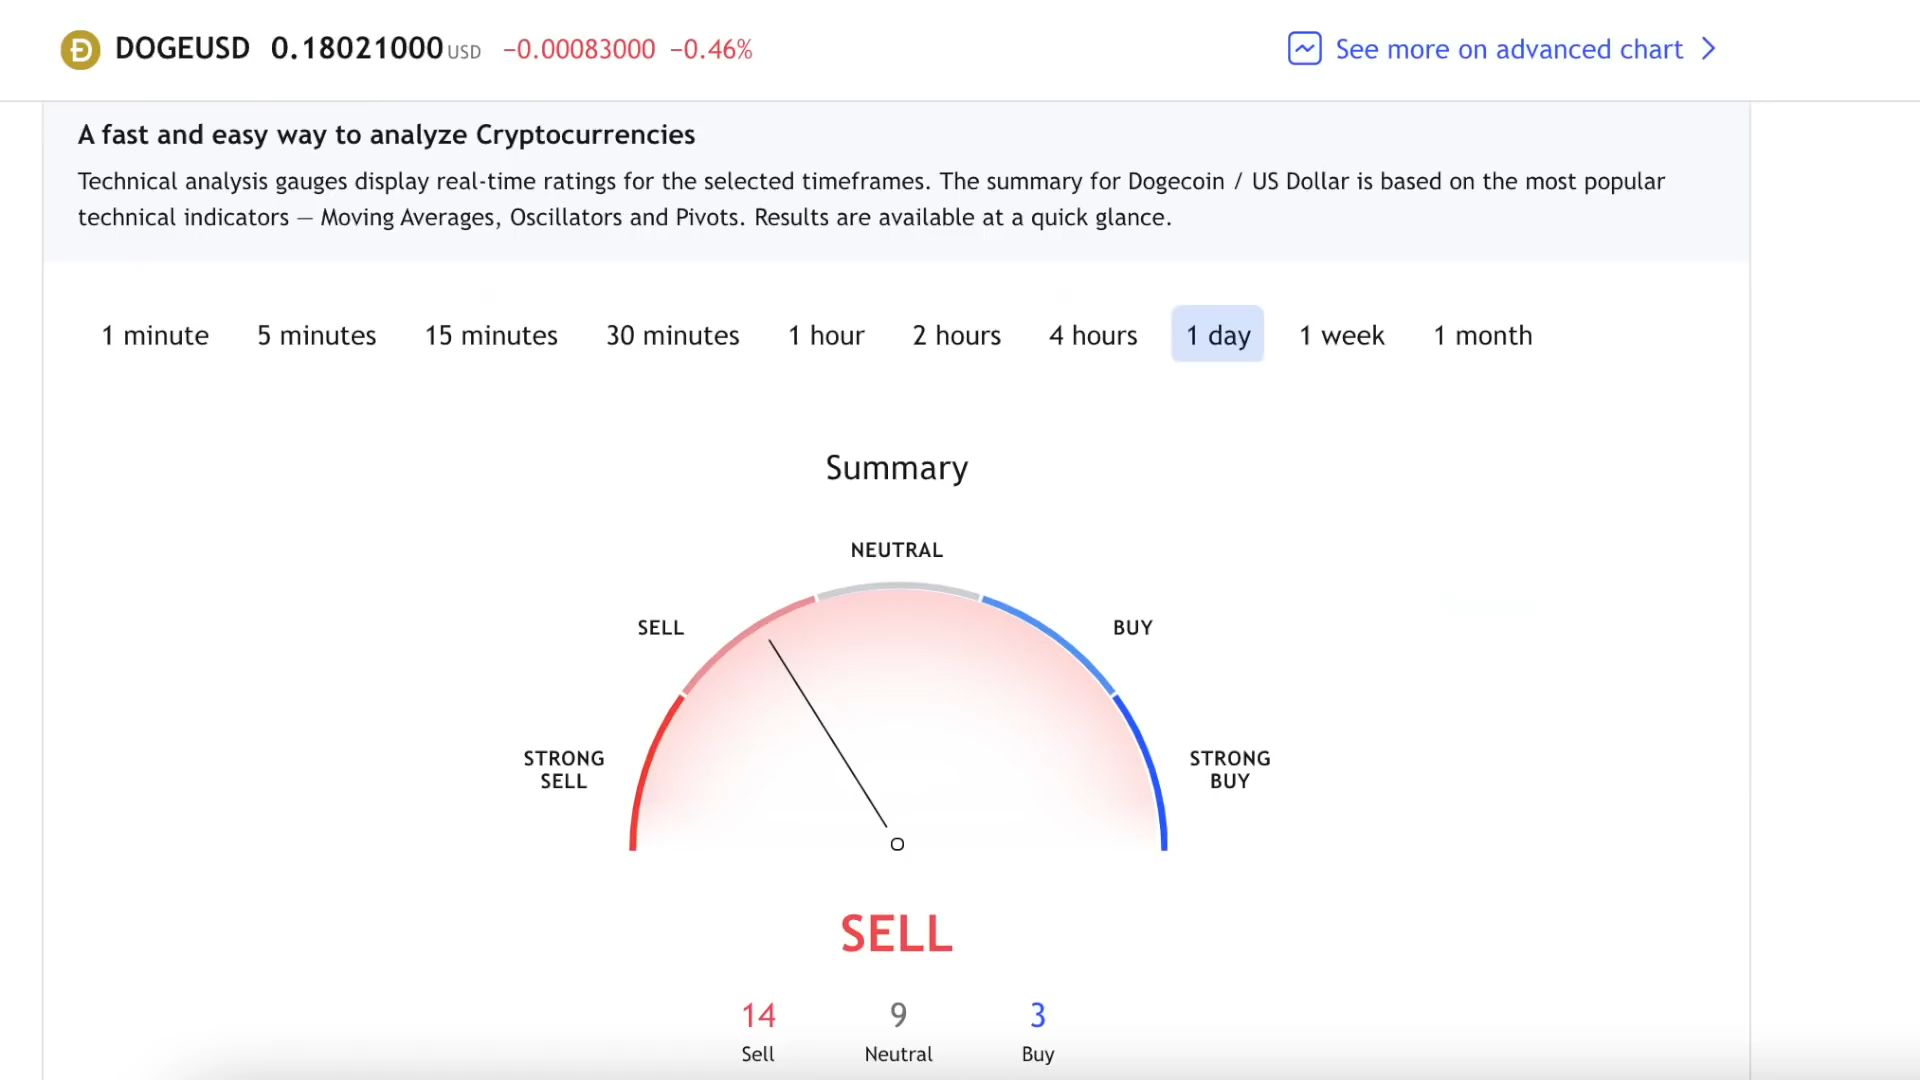 DOGEUSD 0.18021000 USD −0.00083000 −0.46% See more on advanced chart
A fast and easy way to analyze Cryptocurrencies
Technical analysis gauges display real-time ratings for the selected timeframes. The summary for Dogecoin / US Dollar is based on the most popular
technical indicators — Moving Averages, Oscillators and Pivots. Results are available at a quick glance.
1 minute 5 minutes 15 minutes 30 minutes 1 hour 2 hours 4 hours 1 day 1 week 1 month
Summary
NEUTRAL
SELL BUY
STRONG SELL STRONG BUY
SELL
14 9 3
Sell Neutral Buy